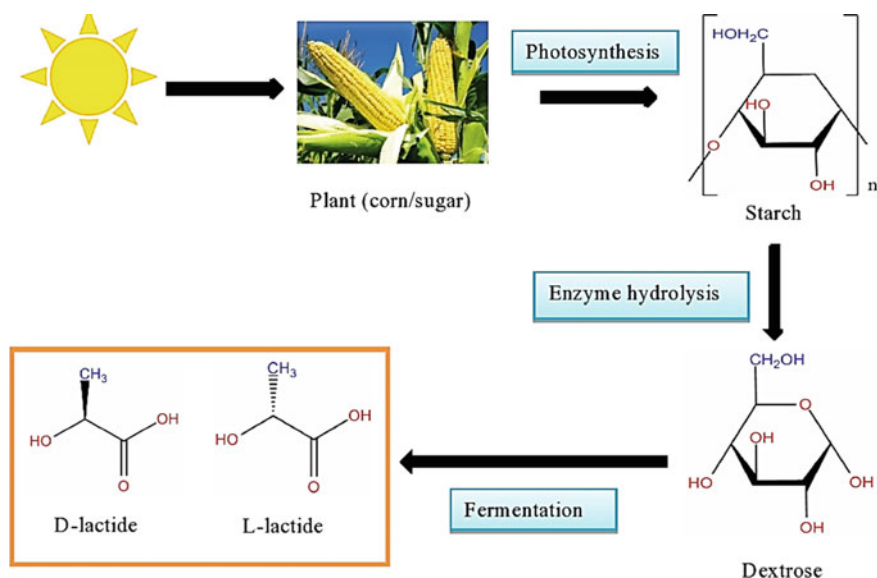 Photosynthesis
HOH₂C
HO
O
OH
n
Plant (corn/sugar)
Starch
Enzyme hydrolysis
CH₃
HO
OH
O
D-lactide
CH₃
HO
OH
O
L-lactide
CH₂OH
O
OH
HO
OH
OH
Fermentation
Dextrose